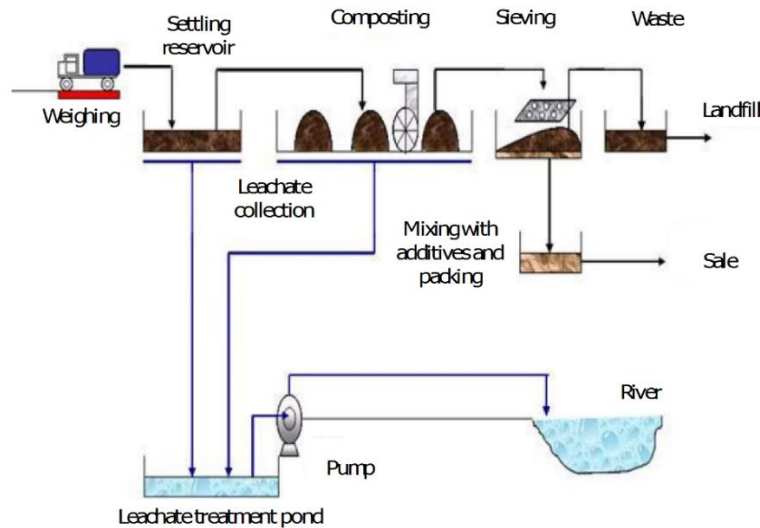 Settling
reservoir
Composting
Sieving
Waste
Weighing
Landfill
Leachate
collection
Mixing with
additives and
packing
Sale
River
Pump
Leachate treatment pond